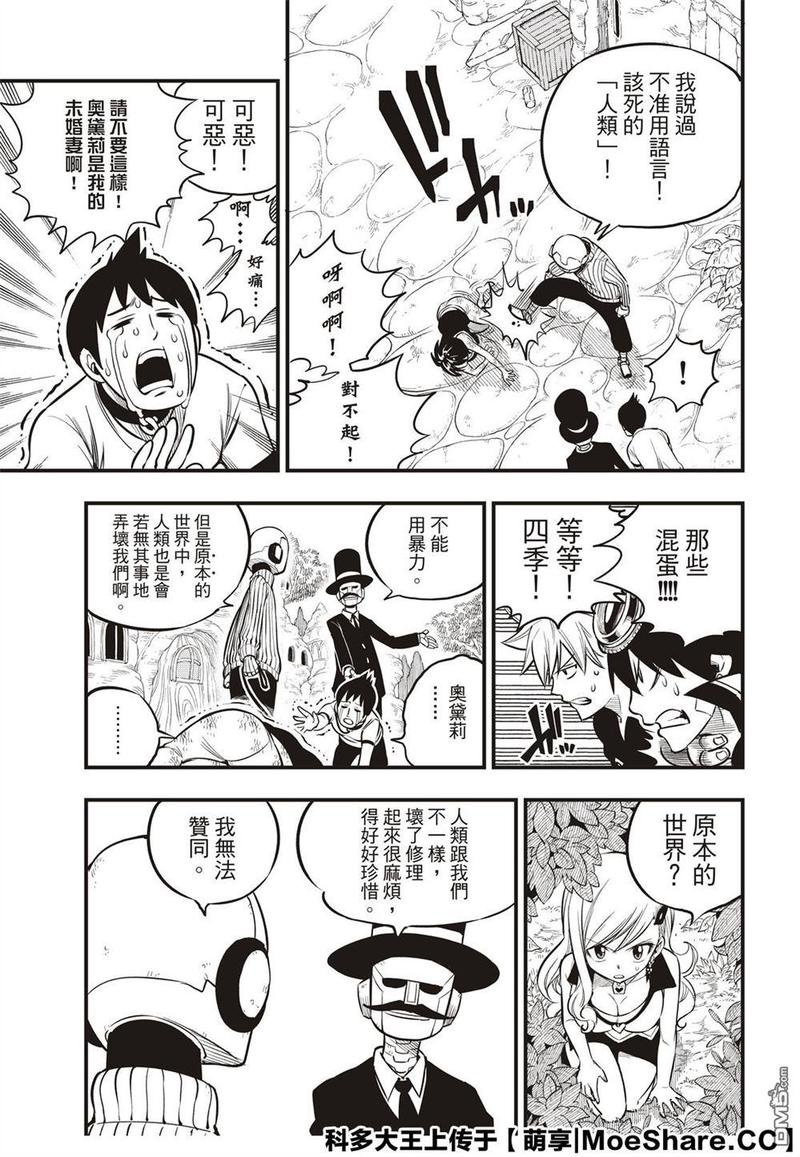 我說過
不准用語言！
該死的
「人類」！
呀啊啊！
對不起！
！
可惡！
可惡！
啊…
好痛…
請不要這樣！
奧黛莉是我的
未婚妻啊！
那些
混蛋!!!!
等等！
四季！
不能
用暴力。
但是原本的
世界中，
人類也是會
若無其事地
弄壞我們啊。
奧黛莉
……
……
原本的
世界？
人類跟我們
不一樣，
壞了修理
起來很麻煩，
得好好珍惜。
我無法
贊同。
科多大王上传于【萌享|MoeShare.CC】
DM5.com